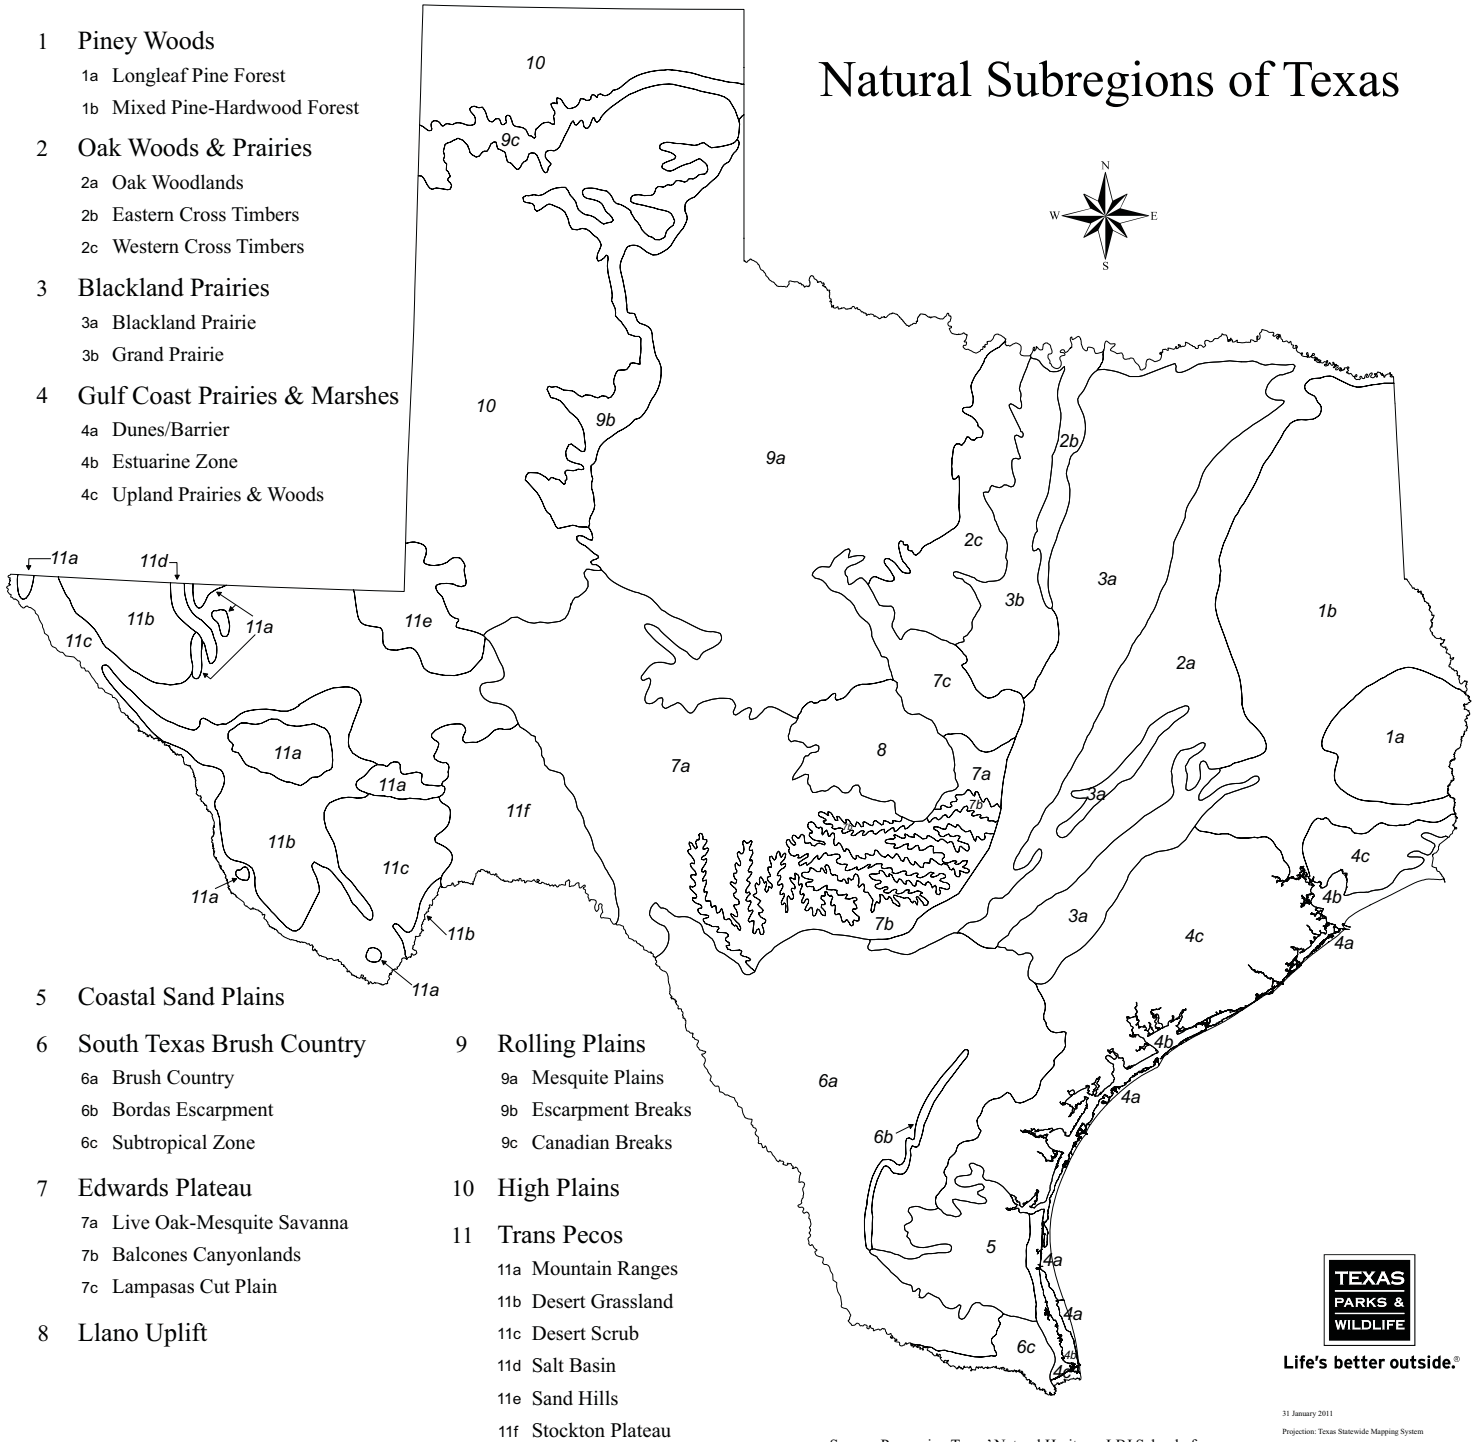 Natural Subregions of Texas
1 Piney Woods
1a Longleaf Pine Forest
1b Mixed Pine-Hardwood Forest
2 Oak Woods & Prairies
2a Oak Woodlands
2b Eastern Cross Timbers
2c Western Cross Timbers
3 Blackland Prairies
3a Blackland Prairie
3b Grand Prairie
4 Gulf Coast Prairies & Marshes
4a Dunes/Barrier
4b Estuarine Zone
4c Upland Prairies & Woods
N
W E
S
10
9c
10
9b
9a
2b
2c
3b
3a
2a
1b
1a
11a
11d
11b
11c
11a
11e
7c
8
7a
7a
7b
3a
11a
11a
11f
11b
11c
11a
11b
11a
7b
3a
4c
4c
4b
4a
4b
4a
6a
6b
5
4a
4a
6c
4b
4c
5 Coastal Sand Plains
6 South Texas Brush Country
6a Brush Country
6b Bordas Escarpment
6c Subtropical Zone
7 Edwards Plateau
7a Live Oak-Mesquite Savanna
7b Balcones Canyonlands
7c Lampasas Cut Plain
8 Llano Uplift
9 Rolling Plains
9a Mesquite Plains
9b Escarpment Breaks
9c Canadian Breaks
10 High Plains
11 Trans Pecos
11a Mountain Ranges
11b Desert Grassland
11c Desert Scrub
11d Salt Basin
11e Sand Hills
11f Stockton Plateau
TEXAS
PARKS &
WILDLIFE
Life's better outside.®
31 January 2011
Projection: Texas Statewide Mapping System